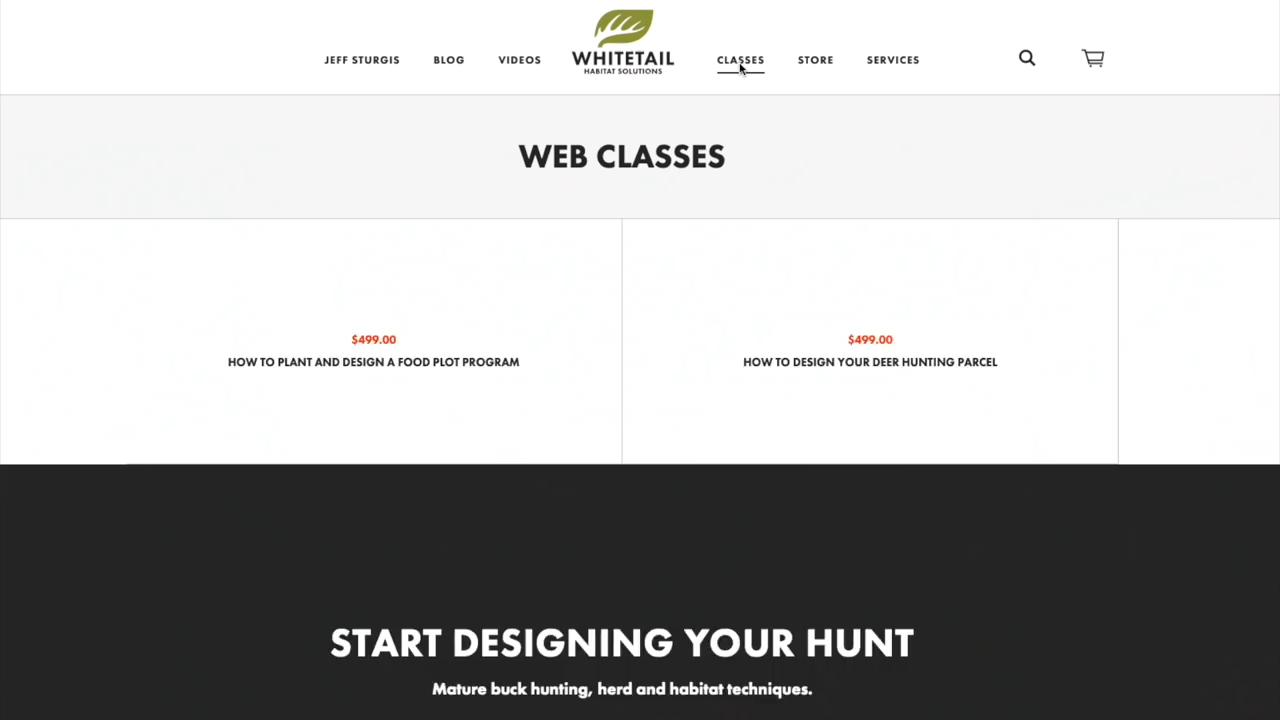 JEFF STURGIS BLOG VIDEOS WHITETAIL HABITAT SOLUTIONS CLASSES STORE SERVICES
WEB CLASSES
$499.00
HOW TO PLANT AND DESIGN A FOOD PLOT PROGRAM
$499.00
HOW TO DESIGN YOUR DEER HUNTING PARCEL
START DESIGNING YOUR HUNT
Mature buck hunting, herd and habitat techniques.